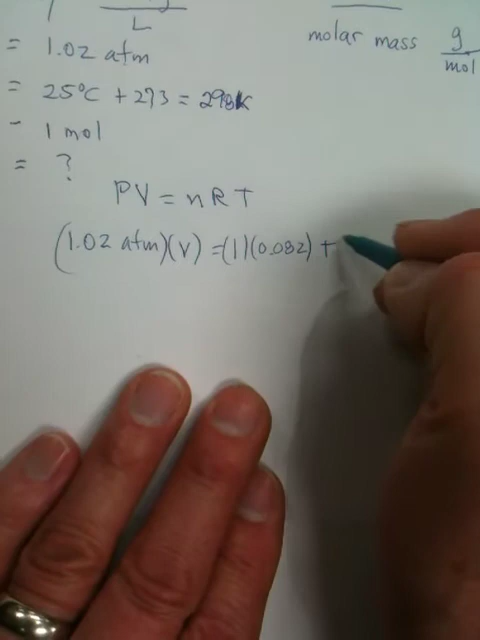 L
= 1.02 atm
molar mass g/mol
= 25°C + 273 = 298K
= 1 mol
= ?
PV = nRT
(1.02 atm)(V) = (1)(0.082) +